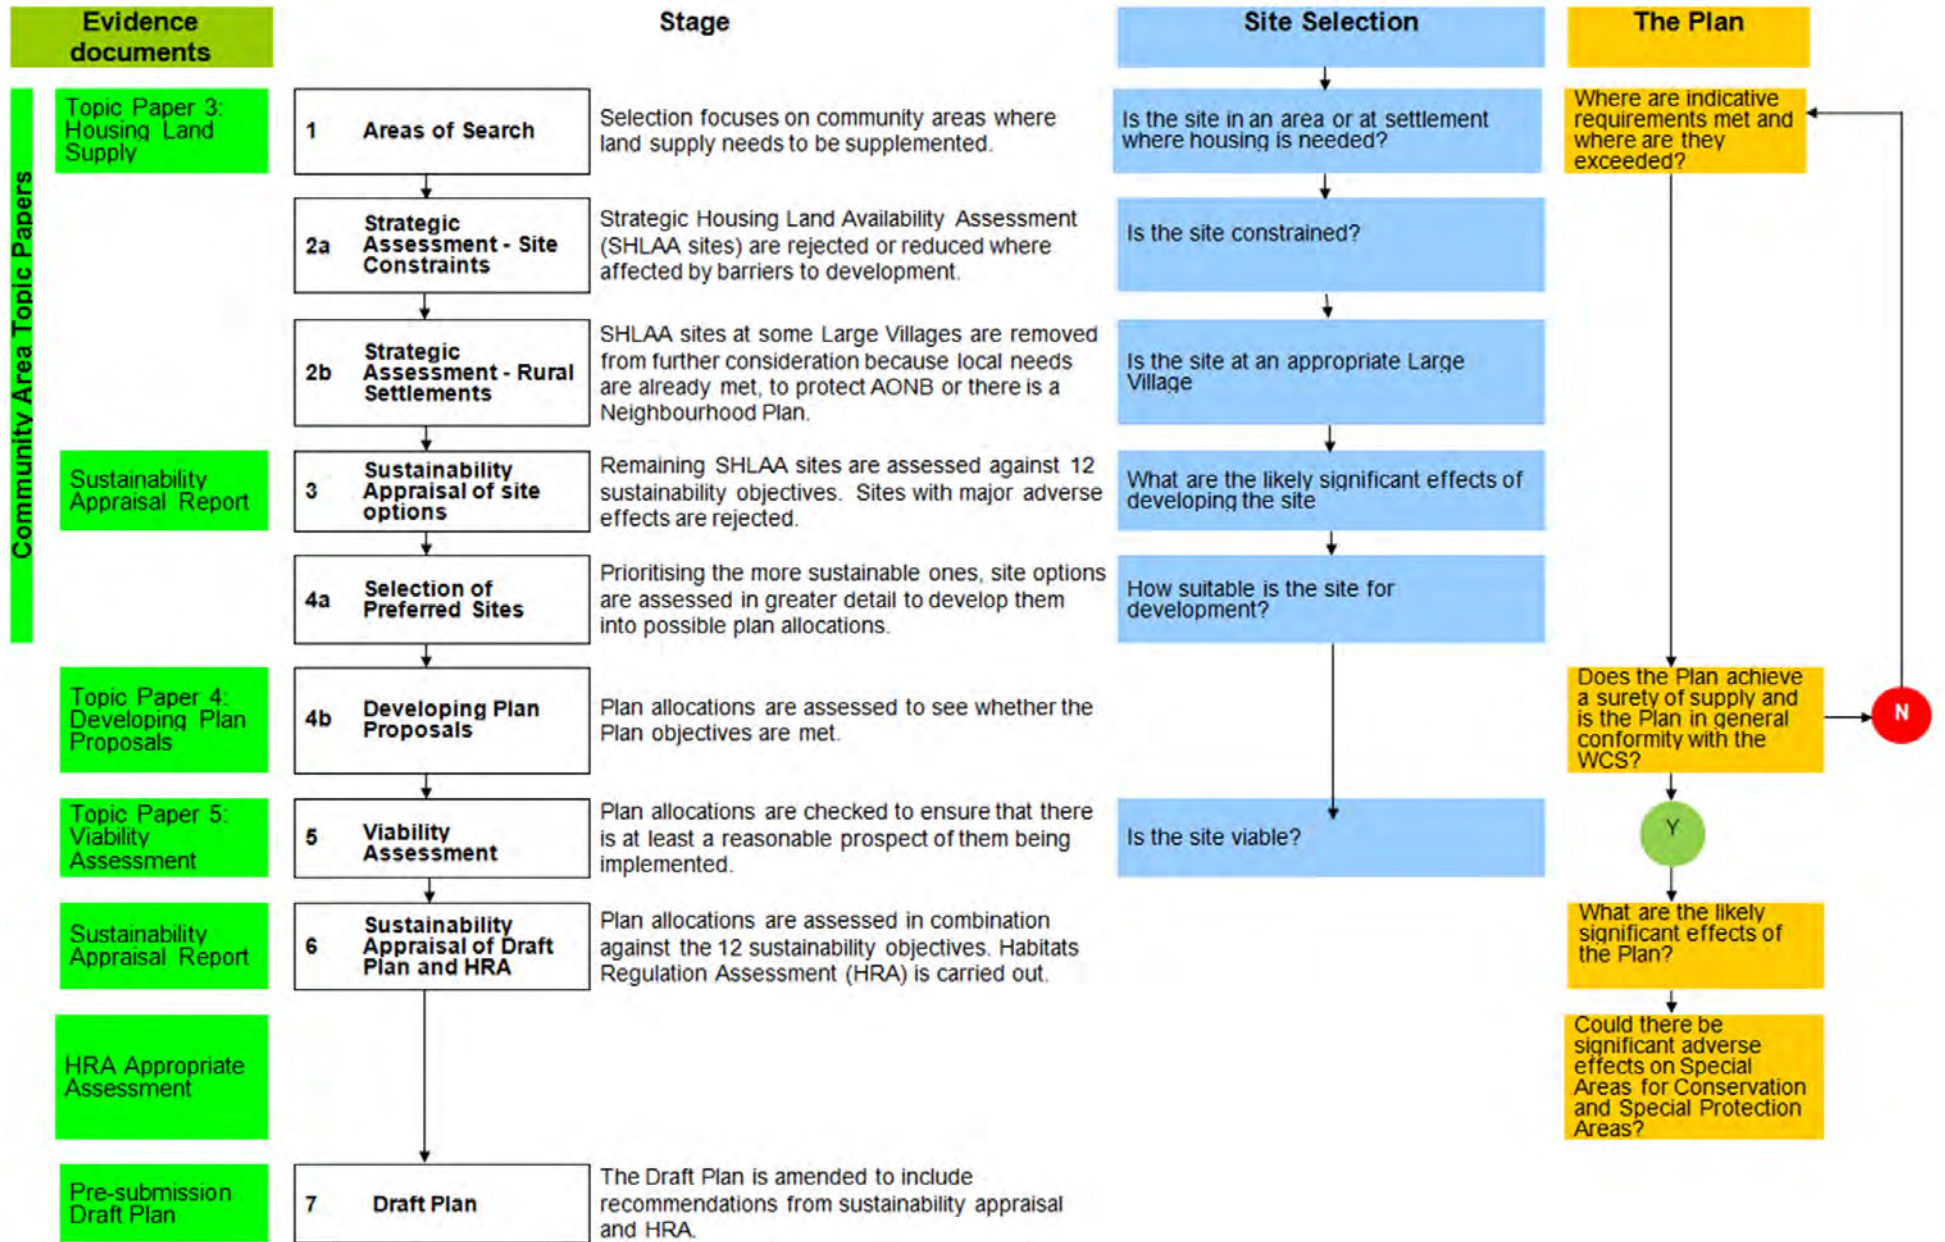 Evidence
documents
Stage
Site Selection
The Plan
Community Area Topic Papers
Topic Paper 3:
Housing Land
Supply
1 Areas of Search
Selection focuses on community areas where
land supply needs to be supplemented.
Is the site in an area or at settlement
where housing is needed?
Where are indicative
requirements met and
where are they
exceeded?
2a
Strategic
Assessment - Site
Constraints
Strategic Housing Land Availability Assessment
(SHLAA sites) are rejected or reduced where
affected by barriers to development.
Is the site constrained?
2b
Strategic
Assessment - Rural
Settlements
SHLAA sites at some Large Villages are removed
from further consideration because local needs
are already met, to protect AONB or there is a
Neighbourhood Plan.
Is the site at an appropriate Large
Village
Sustainability
Appraisal Report
3
Sustainability
Appraisal of site
options
Remaining SHLAA sites are assessed against 12
sustainability objectives. Sites with major adverse
effects are rejected.
What are the likely significant effects of
developing the site
4a
Selection of
Preferred Sites
Prioritising the more sustainable ones, site options
are assessed in greater detail to develop them
into possible plan allocations.
How suitable is the site for
development?
Topic Paper 4:
Developing Plan
Proposals
4b
Developing Plan
Proposals
Plan allocations are assessed to see whether the
Plan objectives are met.
Does the Plan achieve
a surety of supply and
is the Plan in general
conformity with the
WCS?
N
Topic Paper 5:
Viability
Assessment
5
Viability
Assessment
Plan allocations are checked to ensure that there
is at least a reasonable prospect of them being
implemented.
Is the site viable?
Y
Sustainability
Appraisal Report
6
Sustainability
Appraisal of Draft
Plan and HRA
Plan allocations are assessed in combination
against the 12 sustainability objectives. Habitats
Regulation Assessment (HRA) is carried out.
What are the likely
significant effects of
the Plan?
HRA Appropriate
Assessment
Could there be
significant adverse
effects on Special
Areas for Conservation
and Special Protection
Areas?
Pre-submission
Draft Plan
7 Draft Plan
The Draft Plan is amended to include
recommendations from sustainability appraisal
and HRA.